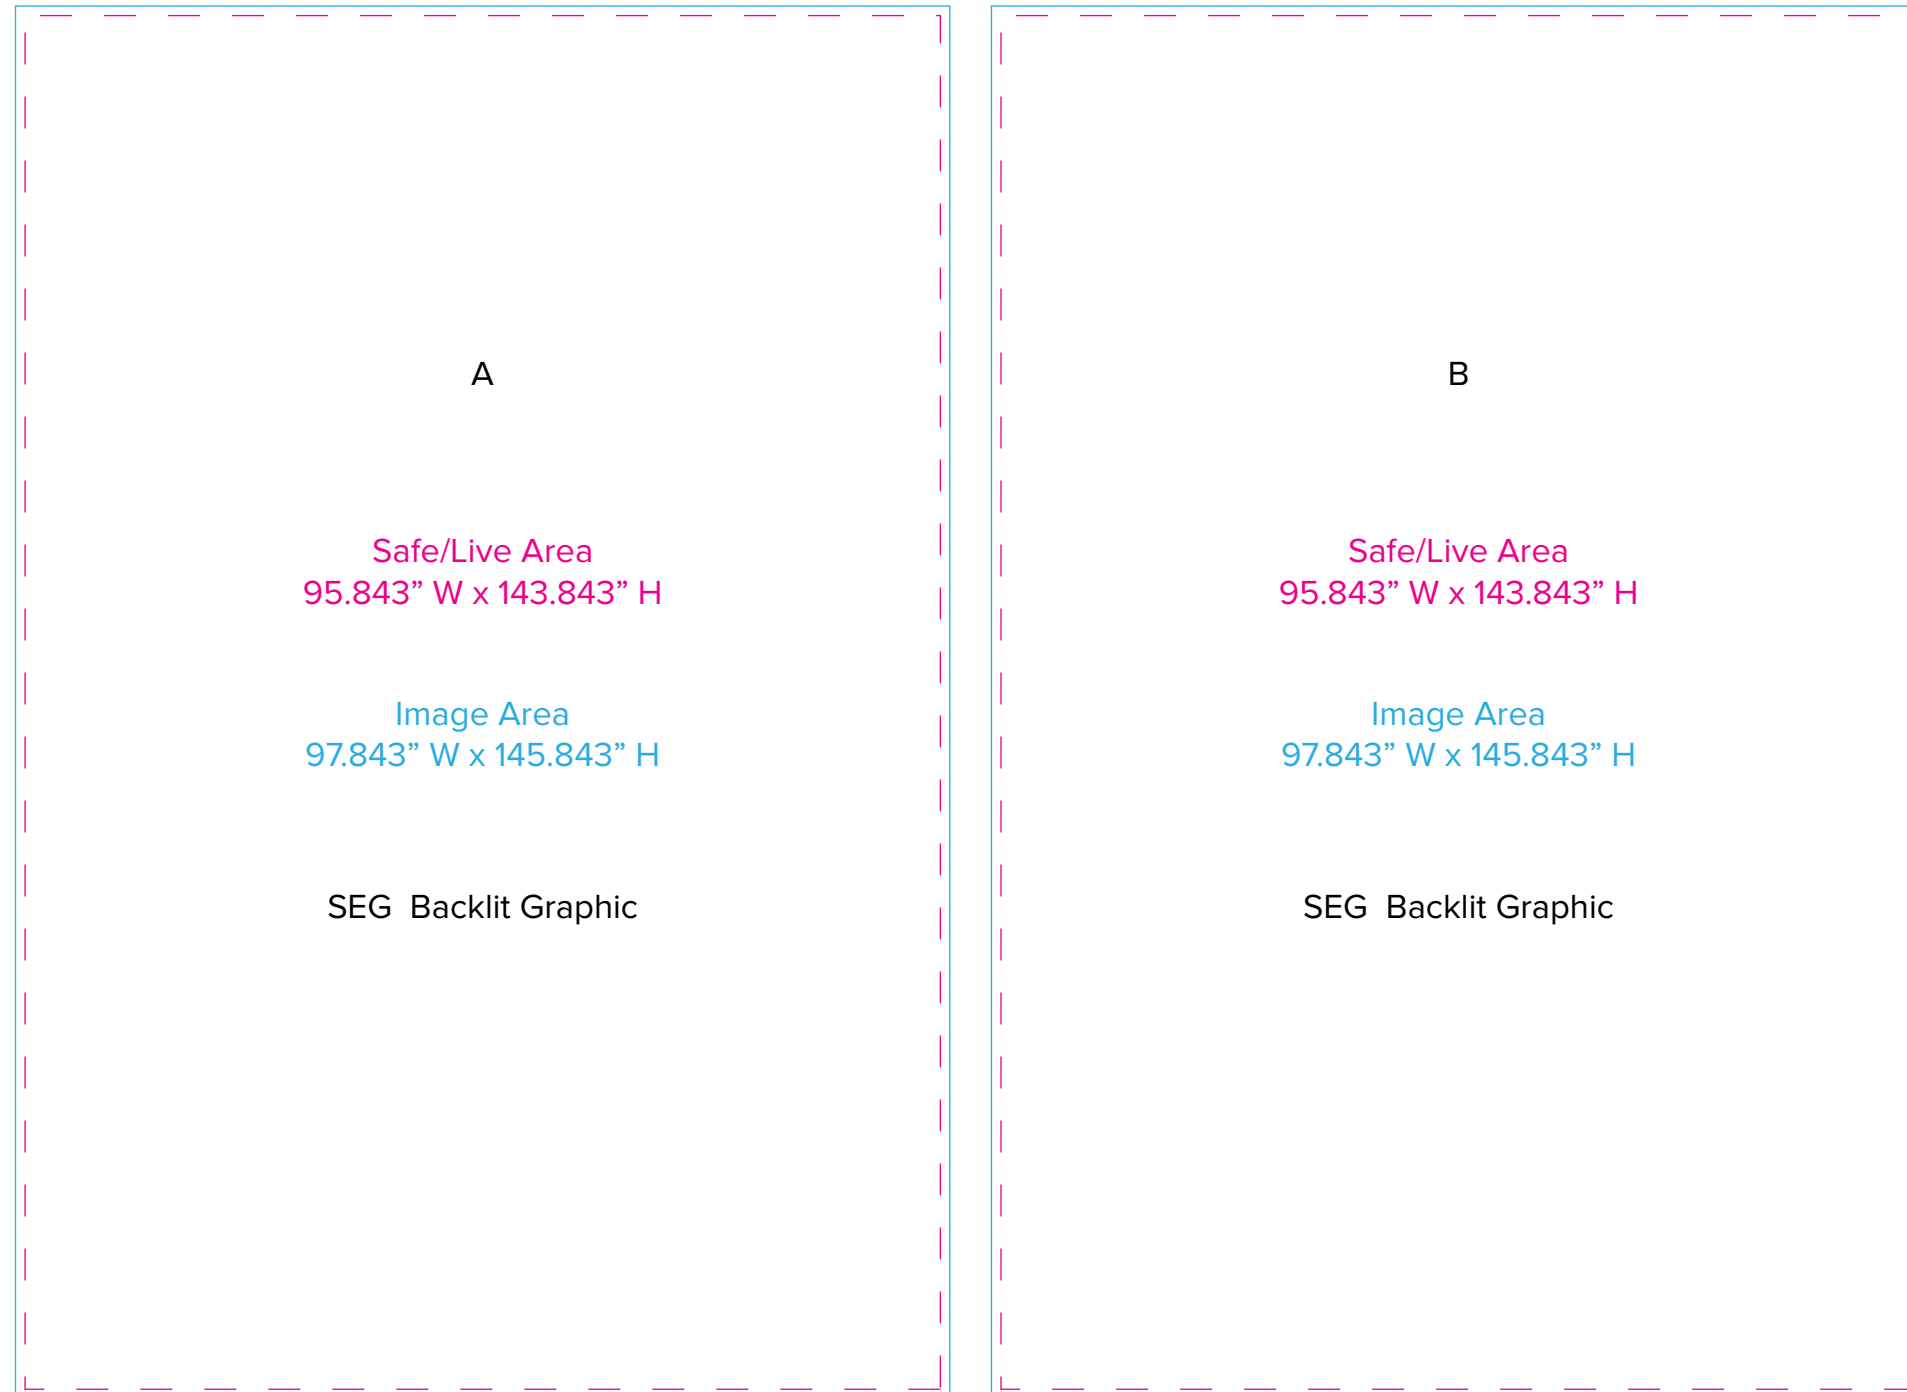 A
Safe/Live Area
95.843” W x 143.843” H
Image Area
97.843” W x 145.843” H
SEG  Backlit Graphic
B
Safe/Live Area
95.843” W x 143.843” H
Image Area
97.843” W x 145.843” H
SEG  Backlit Graphic